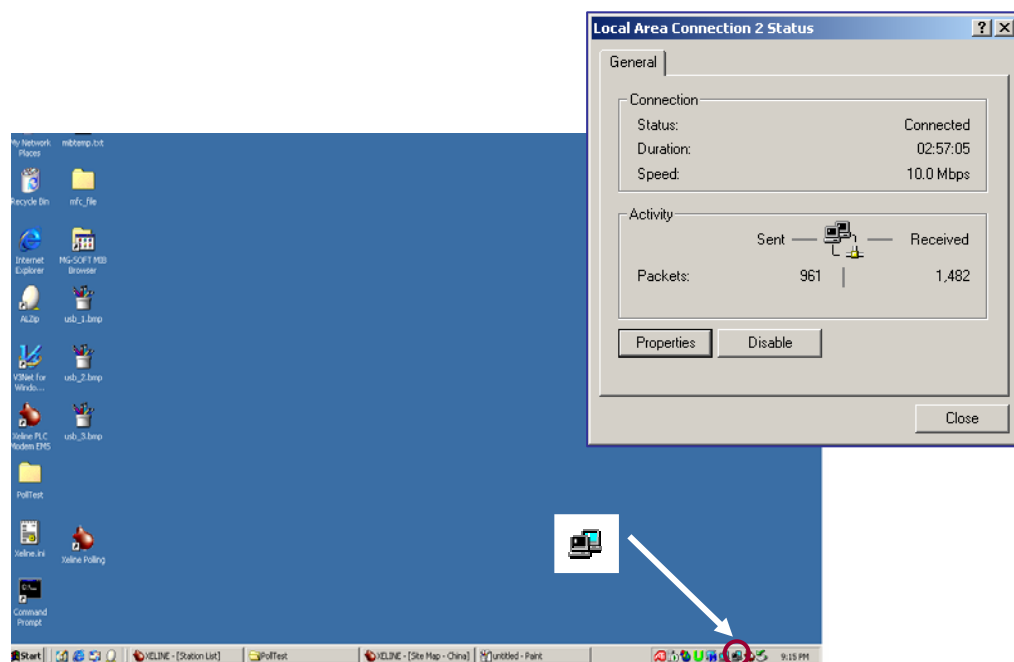 Local Area Connection 2 Status
General
Connection
Status: Connected
Duration: 02:57:05
Speed: 10.0 Mbps
Activity
Sent Received
Packets: 961 1,482
Properties Disable
Close
My Network Places
mibtemp.txt
Recycle Bin
mfc_file
Internet Explorer
MG-SOFT MIB Browser
ALZip
usb_1.bmp
V3Net for Windo...
usb_2.bmp
Xeline PLC Modem EMS
usb_3.bmp
PollTest
Xeline.ini
Xeline Polling
Command Prompt
Start
XELINE - [Station List]
PollTest
XELINE - [Site Map - China]
untitled - Paint
9:15 PM